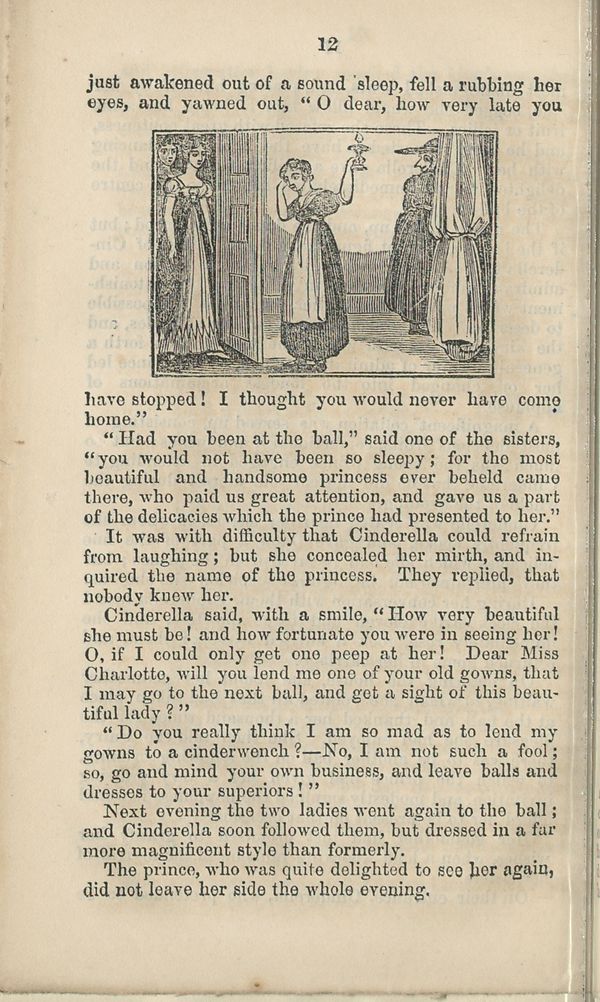 12
just awakened out of a sound sleep, fell a rubbing her
eyes, and yawned out, “ O dear, how very late you
have stopped! I thought you would never have come
home.”
“ Had you been at the ball,” said one of the sisters,
“you would not have been so sleepy; for the most
beautiful and handsome princess ever beheld came
there, who paid us great attention, and gave us a part
of the delicacies which the prince had presented to her.”
It was with difficulty that Cinderella could refrain
from laughing; but she concealed her mirth, and in-
quired the name of the princess. They replied, that
nobody knew her.
Cinderella said, with a smile, “How very beautiful
she must be! and how fortunate you were in seeing her!
O, if I could only get one peep at her! Dear Miss
Charlotte, will you lend me one of your old gowns, that
I may go to the next ball, and get a sight of this beau-
tiful lady ? ”
“Do you really think I am so mad as to lend my
gowns to a cinderwench ?—No, I am not such a fool;
so, go and mind your own business, and leave balls and
dresses to your superiors ! ”
Next evening the two ladies went again to the ball;
and Cinderella soon followed them, but dressed in a far
more magnificent style than formerly.
The prince, who was quite delighted to see her again,
did not leave her side the whole evening.